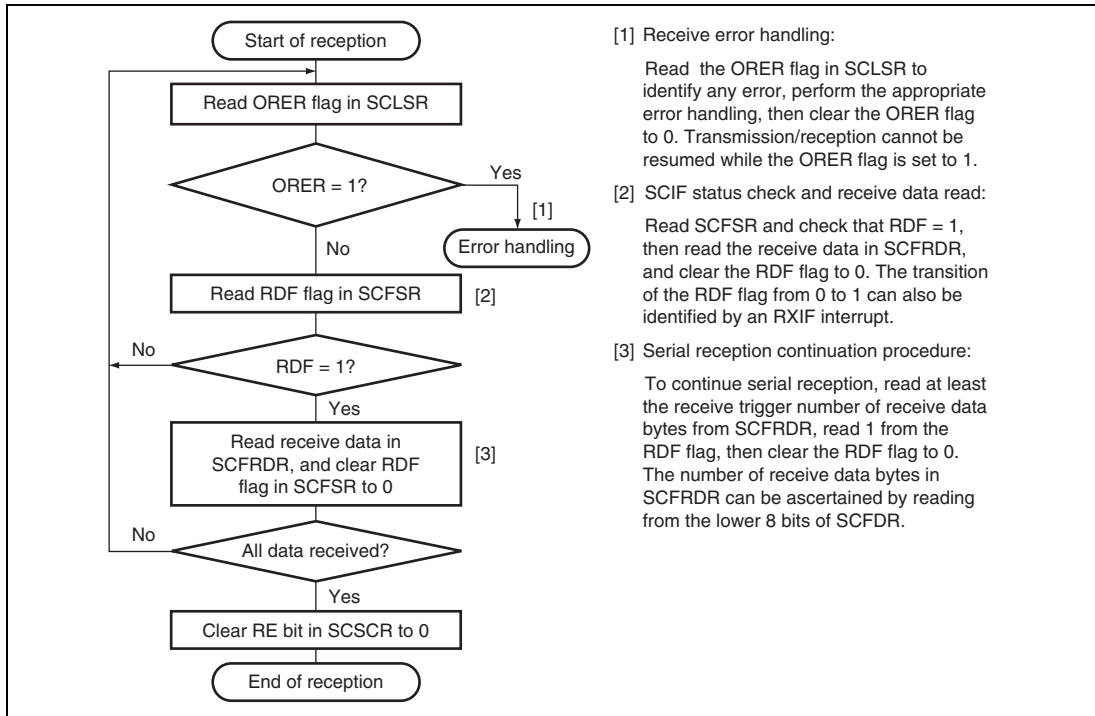 Start of reception
Read ORER flag in SCLSR
ORER = 1?
Yes
[1]
Error handling
No
Read RDF flag in SCFSR
[2]
No
RDF = 1?
Yes
Read receive data in
SCFRDR, and clear RDF
flag in SCFSR to 0
[3]
No
All data received?
Yes
Clear RE bit in SCSCR to 0
End of reception
[1] Receive error handling:
Read the ORER flag in SCLSR to
identify any error, perform the appropriate
error handling, then clear the ORER flag
to 0. Transmission/reception cannot be
resumed while the ORER flag is set to 1.
[2] SCIF status check and receive data read:
Read SCFSR and check that RDF = 1,
then read the receive data in SCFRDR,
and clear the RDF flag to 0. The transition
of the RDF flag from 0 to 1 can also be
identified by an RXIF interrupt.
[3] Serial reception continuation procedure:
To continue serial reception, read at least
the receive trigger number of receive data
bytes from SCFRDR, read 1 from the
RDF flag, then clear the RDF flag to 0.
The number of receive data bytes in
SCFRDR can be ascertained by reading
from the lower 8 bits of SCFDR.